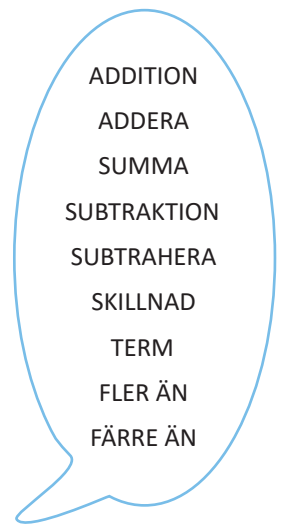 ADDITION
ADDERA
SUMMA
SUBTRAKTION
SUBTRAHERA
SKILLNAD
TERM
FLER ÄN
FÄRRE ÄN